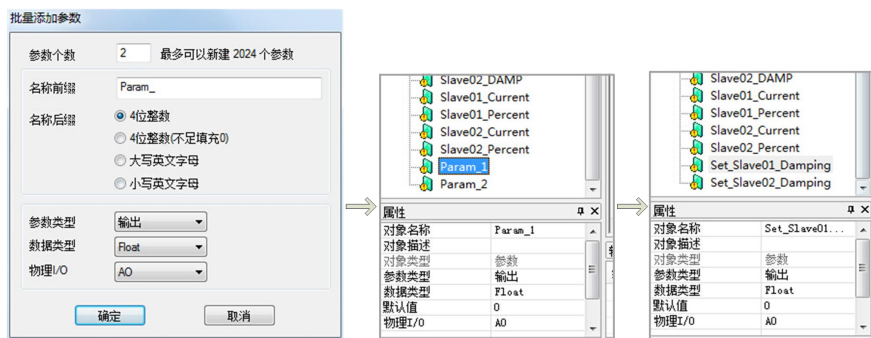 批量添加参数
参数个数 2 最多可以新建 2024 个参数
名称前缀 Param_
名称后缀
4位整数
4位整数(不足填充0)
大写英文字母
小写英文字母
参数类型 输出
数据类型 Float
物理I/O AO
确定 取消
Slave02_DAMP
Slave01_Current
Slave01_Percent
Slave02_Current
Slave02_Percent
Param_1
Param_2
属性
对象名称 Param_1
对象描述
对象类型 参数
参数类型 输出
数据类型 Float
默认值 0
物理I/O AO
Slave02_DAMP
Slave01_Current
Slave01_Percent
Slave02_Current
Slave02_Percent
Set_Slave01_Damping
Set_Slave02_Damping
属性
对象名称 Set_Slave01...
对象描述
对象类型 参数
参数类型 输出
数据类型 Float
默认值 0
物理I/O AO